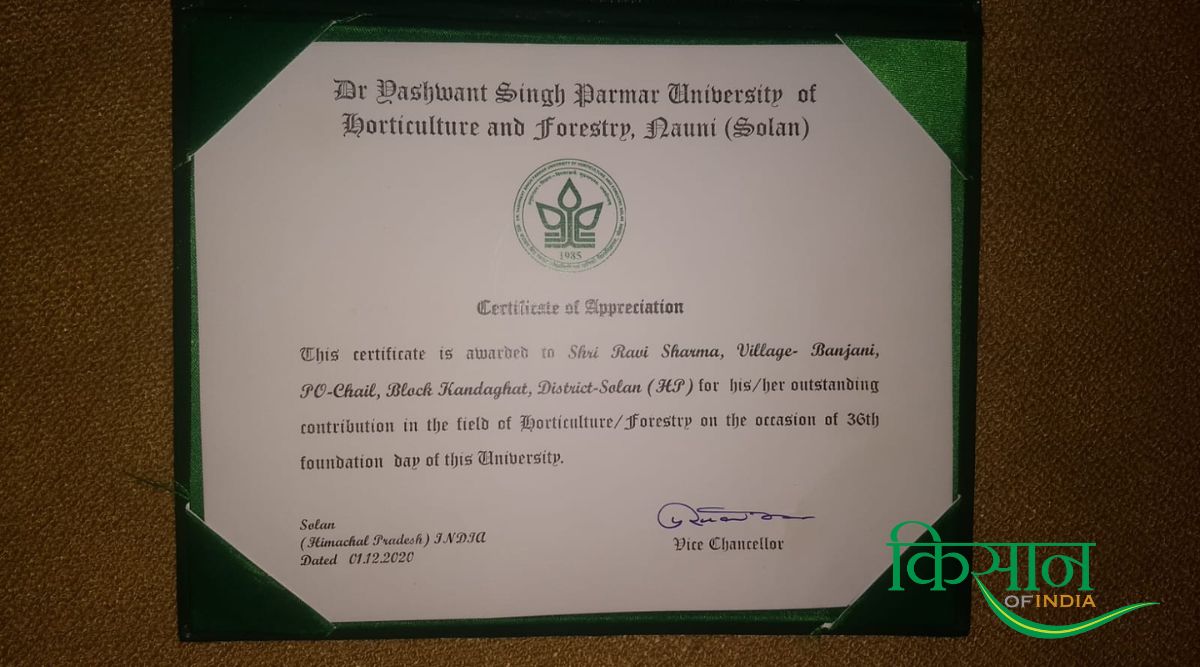 Dr Yashwant Singh Parmar University of
Horticulture and Forestry, Nauni (Solan)
1985
Certificate of Appreciation
This certificate is awarded to Shri Ravi Sharma, Village- Banjani,
PO-Chail, Block Kandaghat, District-Solan (HP) for his/her outstanding
contribution in the field of Horticulture/Forestry on the occasion of 36th
foundation day of this University.
Solan
(Himachal Pradesh) INDIA
Dated 01.12.2020
Vice Chancellor
किसान
OF INDIA